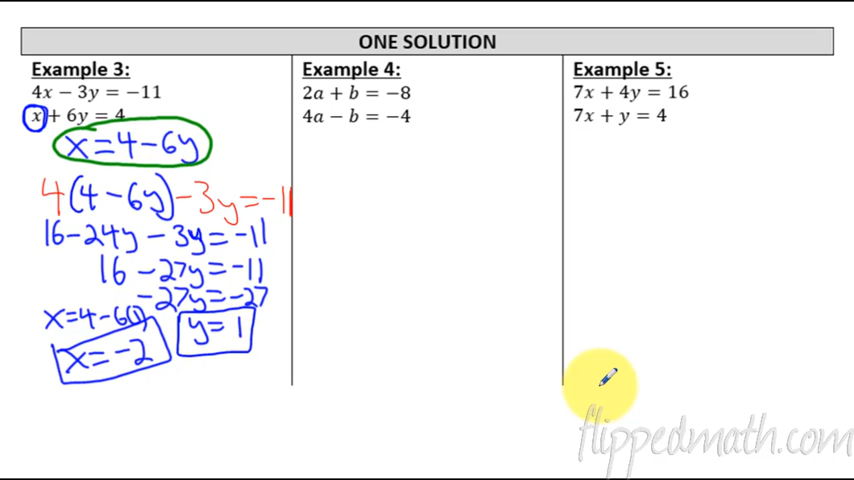 ONE SOLUTION
Example 3:
4x − 3y = −11
x + 6y = 4
x = 4 − 6y
4(4 − 6y) − 3y = −11
16 − 24y − 3y = −11
16 − 27y = −11
−27y = −27
x = 4 − 6(1)
y = 1
x = −2
Example 4:
2a + b = −8
4a − b = −4
Example 5:
7x + 4y = 16
7x + y = 4
flippedmath.com